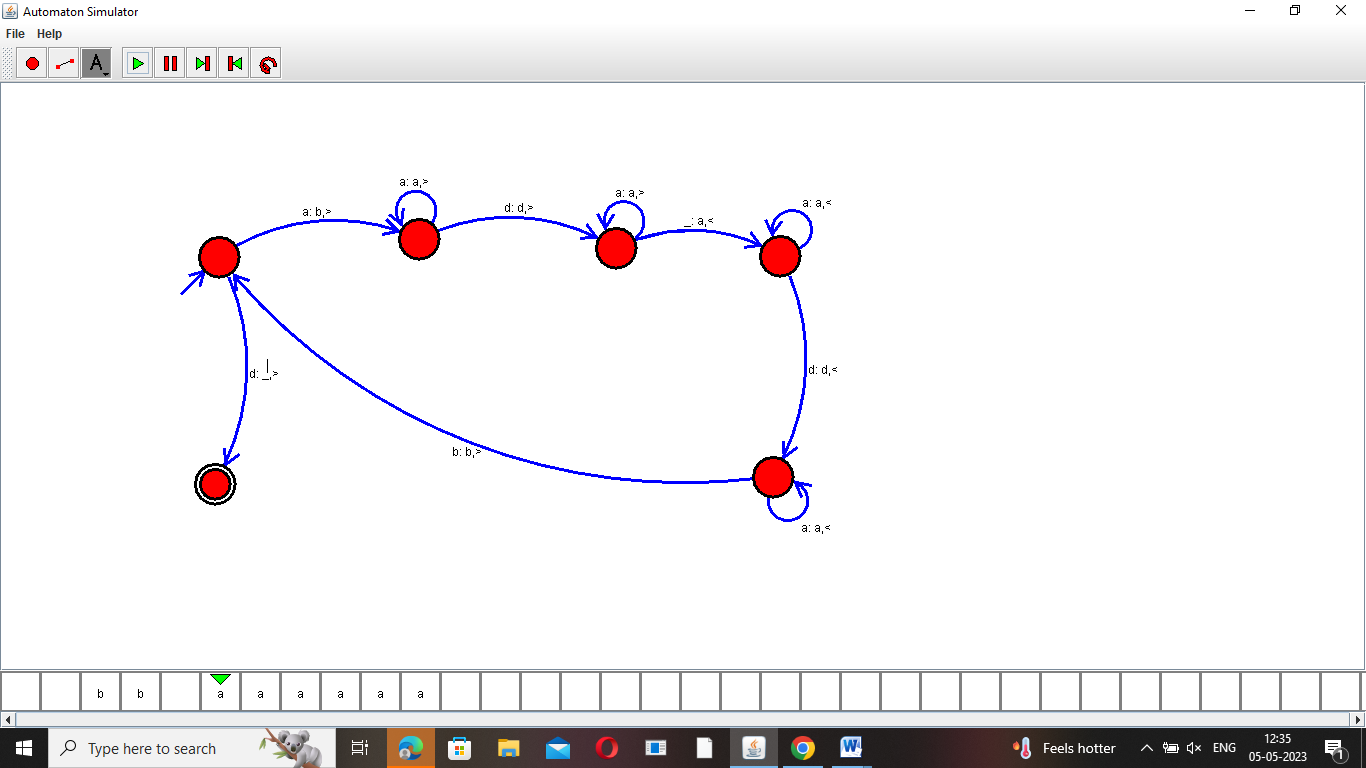 Automaton Simulator
File Help
A
a: a,>
a: a,>
a: a,<
a: b,>
d: d,>
_: a,<
d: _,>
d: d,<
b: b,>
a: a,<
b b a a a a a a
Type here to search
Feels hotter
ENG
12:35
05-05-2023
1